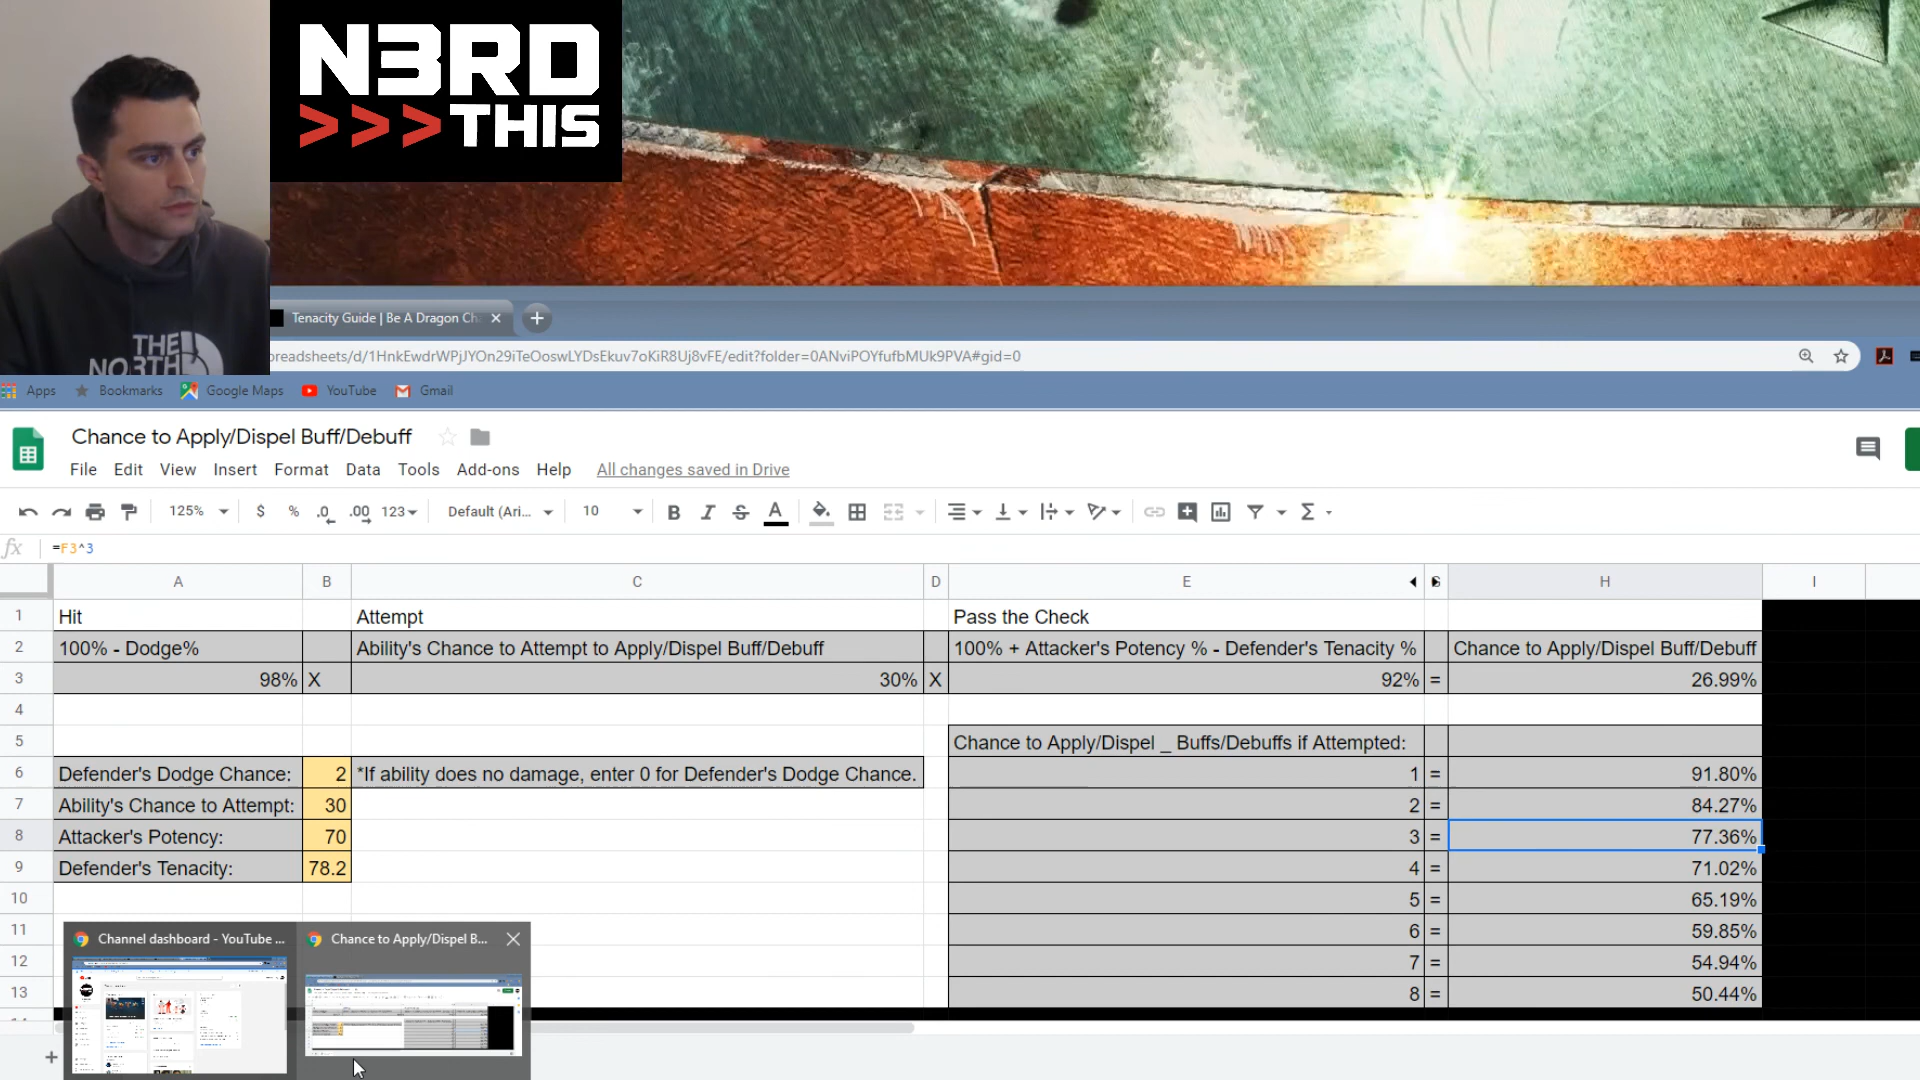 N3RD
>>> THIS
THE
NORTH
Tenacity Guide | Be A Dragon Ch
readsheets/d/1HnkEwdrWPjJYOn29iTeOoswLYDsEkuv7oKiR8Uj8vFE/edit?folder=0ANviPOYfufbMUk9PVA#gid=0
Apps Bookmarks Google Maps YouTube Gmail
Chance to Apply/Dispel Buff/Debuff
File Edit View Insert Format Data Tools Add-ons Help All changes saved in Drive
125% $ % .0 .00 123 Default (Ari... 10 B I S A Σ
fx =F3^3
A B C D E H I
1 Hit Attempt Pass the Check
2 100% - Dodge% Ability's Chance to Attempt to Apply/Dispel Buff/Debuff 100% + Attacker's Potency % - Defender's Tenacity % Chance to Apply/Dispel Buff/Debuff
3 98% X 30% X 92% = 26.99%
4
5 Chance to Apply/Dispel _ Buffs/Debuffs if Attempted:
6 Defender's Dodge Chance: 2 *If ability does no damage, enter 0 for Defender's Dodge Chance. 1 = 91.80%
7 Ability's Chance to Attempt: 30 2 = 84.27%
8 Attacker's Potency: 70 3 = 77.36%
9 Defender's Tenacity: 78.2 4 = 71.02%
10 5 = 65.19%
11 6 = 59.85%
12 7 = 54.94%
13 8 = 50.44%
Channel dashboard - YouTube ... Chance to Apply/Dispel B...